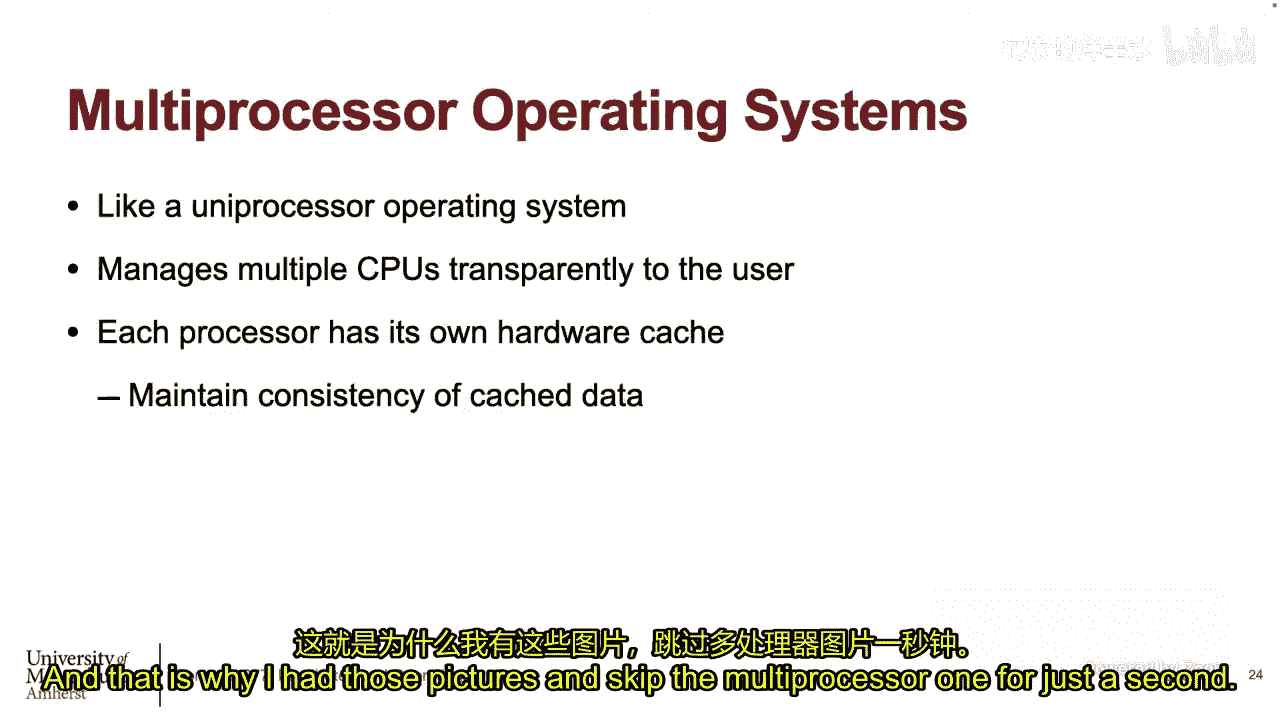 Multiprocessor Operating Systems
• Like a uniprocessor operating system
• Manages multiple CPUs transparently to the user
• Each processor has its own hardware cache
– Maintain consistency of cached data
这就是为什么我有这些图片，跳过多处理器图片一秒钟。
And that is why I had those pictures and skip the multiprocessor one for just a second.
University of
Amherst
24